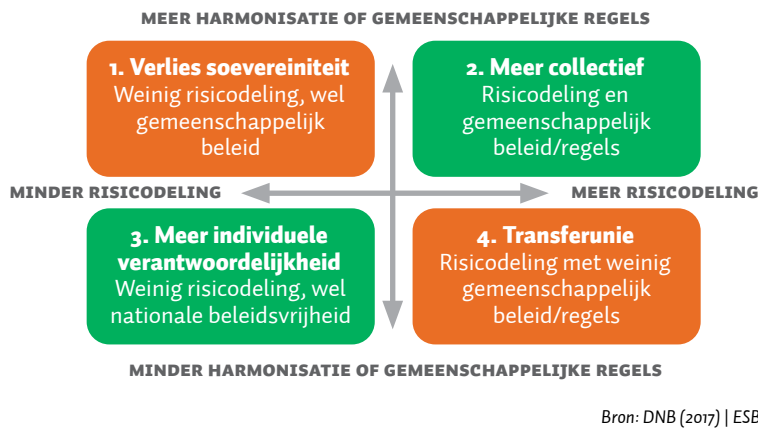 MEER HARMONISATIE OF GEMEENSCHAPPELIJKE REGELS
1. Verlies soevereiniteit
Weinig risicodeling, wel
gemeenschappelijk
beleid
2. Meer collectief
Risicodeling en
gemeenschappelijk
beleid/regels
MINDER RISICODELING
MEER RISICODELING
3. Meer individuele
verantwoordelijkheid
Weinig risicodeling, wel
nationale beleidsvrijheid
4. Transferunie
Risicodeling met weinig
gemeenschappelijk
beleid/regels
MINDER HARMONISATIE OF GEMEENSCHAPPELIJKE REGELS
Bron: DNB (2017) | ESB